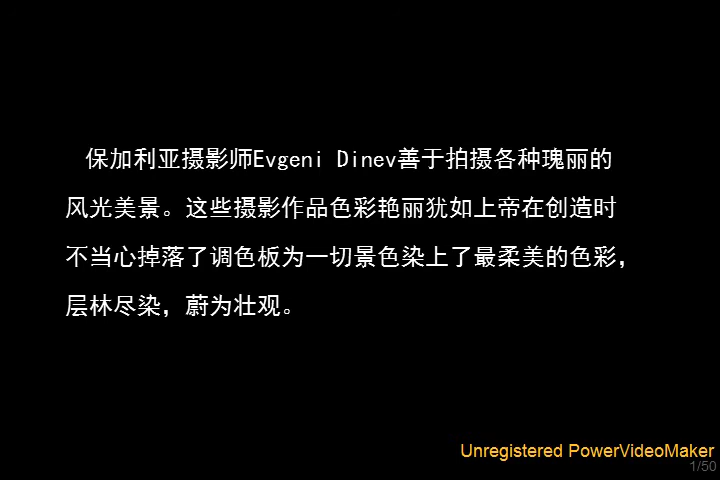 保加利亚摄影师Evgeni Dinev善于拍摄各种瑰丽的
风光美景。这些摄影作品色彩艳丽犹如上帝在创造时
不当心掉落了调色板为一切景色染上了最柔美的色彩，
层林尽染，蔚为壮观。
Unregistered PowerVideoMaker
1/50